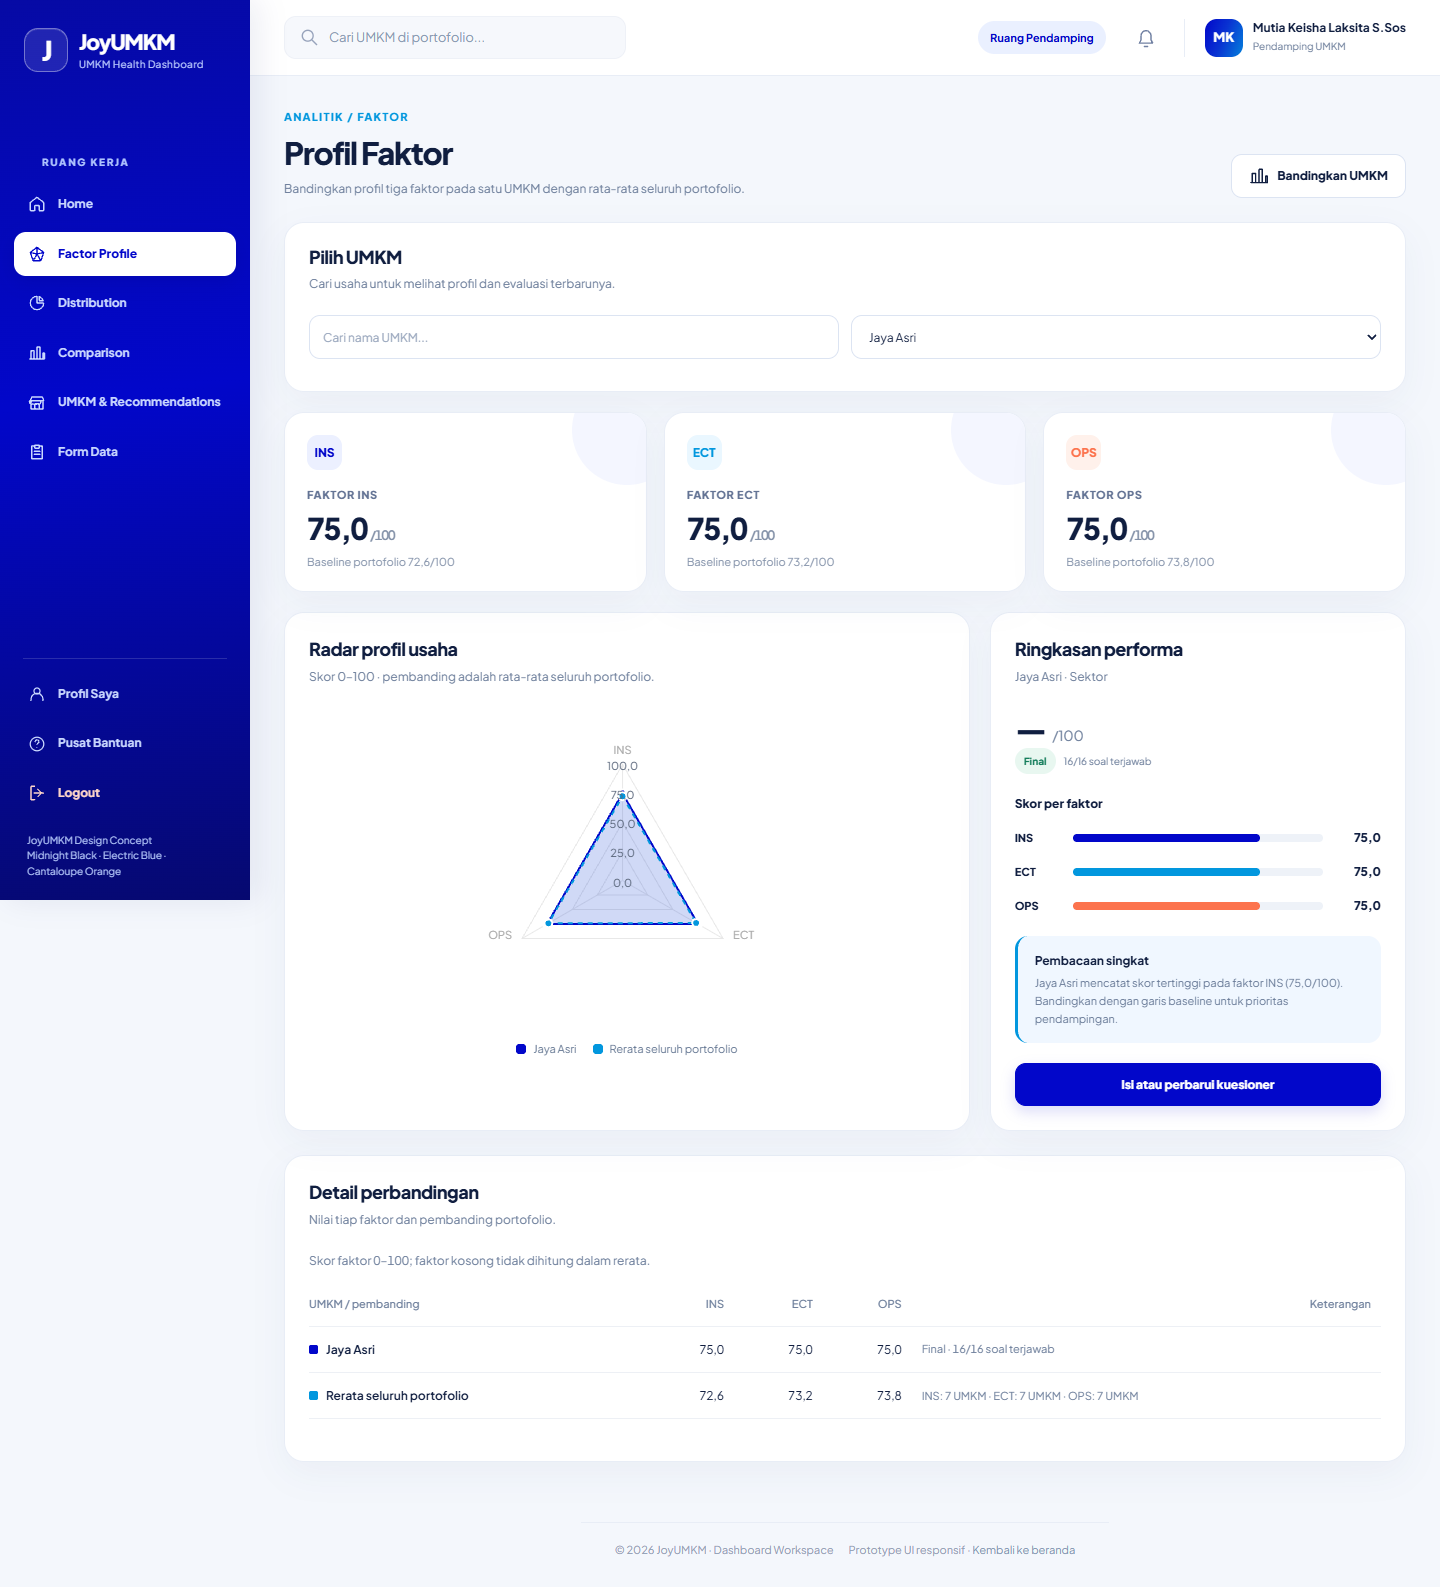 J
JoyUMKM
UMKM Health Dashboard
RUANG KERJA
Home
Factor Profile
Distribution
Comparison
UMKM & Recommendations
Form Data
Profil Saya
Pusat Bantuan
Logout
JoyUMKM Design Concept
Midnight Black · Electric Blue ·
Cantaloupe Orange
Cari UMKM di portofolio...
Ruang Pendamping
MK
Mutia Keisha Laksita S.Sos
Pendamping UMKM
ANALITIK / FAKTOR
Profil Faktor
Bandingkan profil tiga faktor pada satu UMKM dengan rata-rata seluruh portofolio.
Bandingkan UMKM
Pilih UMKM
Cari usaha untuk melihat profil dan evaluasi terbarunya.
Cari nama UMKM...
Jaya Asri
INS
FAKTOR INS
75,0 /100
Baseline portofolio 72,6/100
ECT
FAKTOR ECT
75,0 /100
Baseline portofolio 73,2/100
OPS
FAKTOR OPS
75,0 /100
Baseline portofolio 73,8/100
Radar profil usaha
Skor 0–100 · pembanding adalah rata-rata seluruh portofolio.
INS
100,0
75,0
50,0
25,0
0,0
OPS
ECT
Jaya Asri
Rerata seluruh portofolio
Ringkasan performa
Jaya Asri · Sektor
— /100
Final 16/16 soal terjawab
Skor per faktor
INS 75,0
ECT 75,0
OPS 75,0
Pembacaan singkat
Jaya Asri mencatat skor tertinggi pada faktor INS (75,0/100).
Bandingkan dengan garis baseline untuk prioritas
pendampingan.
Isi atau perbarui kuesioner
Detail perbandingan
Nilai tiap faktor dan pembanding portofolio.
Skor faktor 0–100; faktor kosong tidak dihitung dalam rerata.
UMKM / pembanding INS ECT OPS Keterangan
Jaya Asri 75,0 75,0 75,0 Final · 16/16 soal terjawab
Rerata seluruh portofolio 72,6 73,2 73,8 INS: 7 UMKM · ECT: 7 UMKM · OPS: 7 UMKM
© 2026 JoyUMKM · Dashboard Workspace Prototype UI responsif · Kembali ke beranda